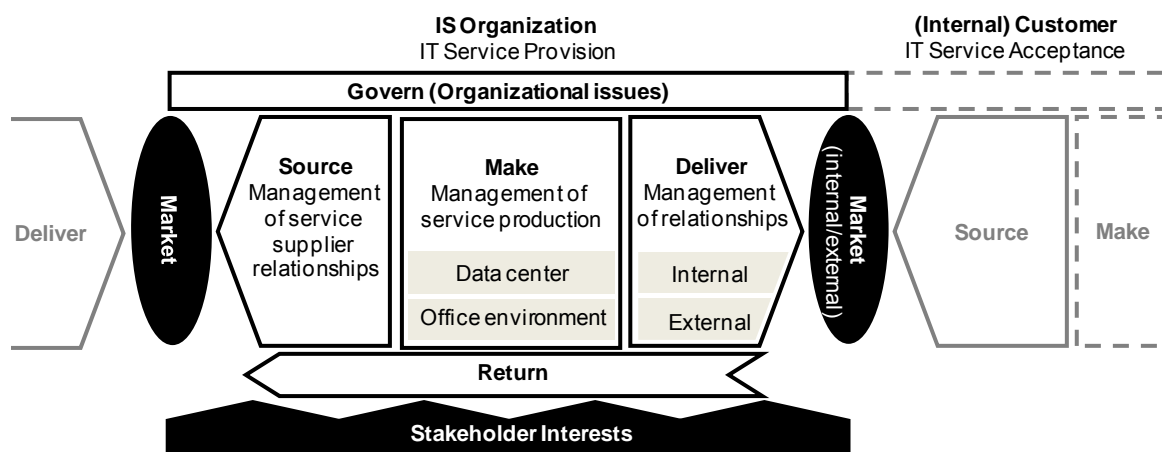 IS Organization
IT Service Provision
(Internal) Customer
IT Service Acceptance
Govern (Organizational issues)
Deliver
Market
Source
Management
of service
supplier
relationships
Make
Management of
service production
Data center
Office environment
Deliver
Management
of relationships
Internal
External
Market
(internal/external)
Source
Make
Return
Stakeholder Interests